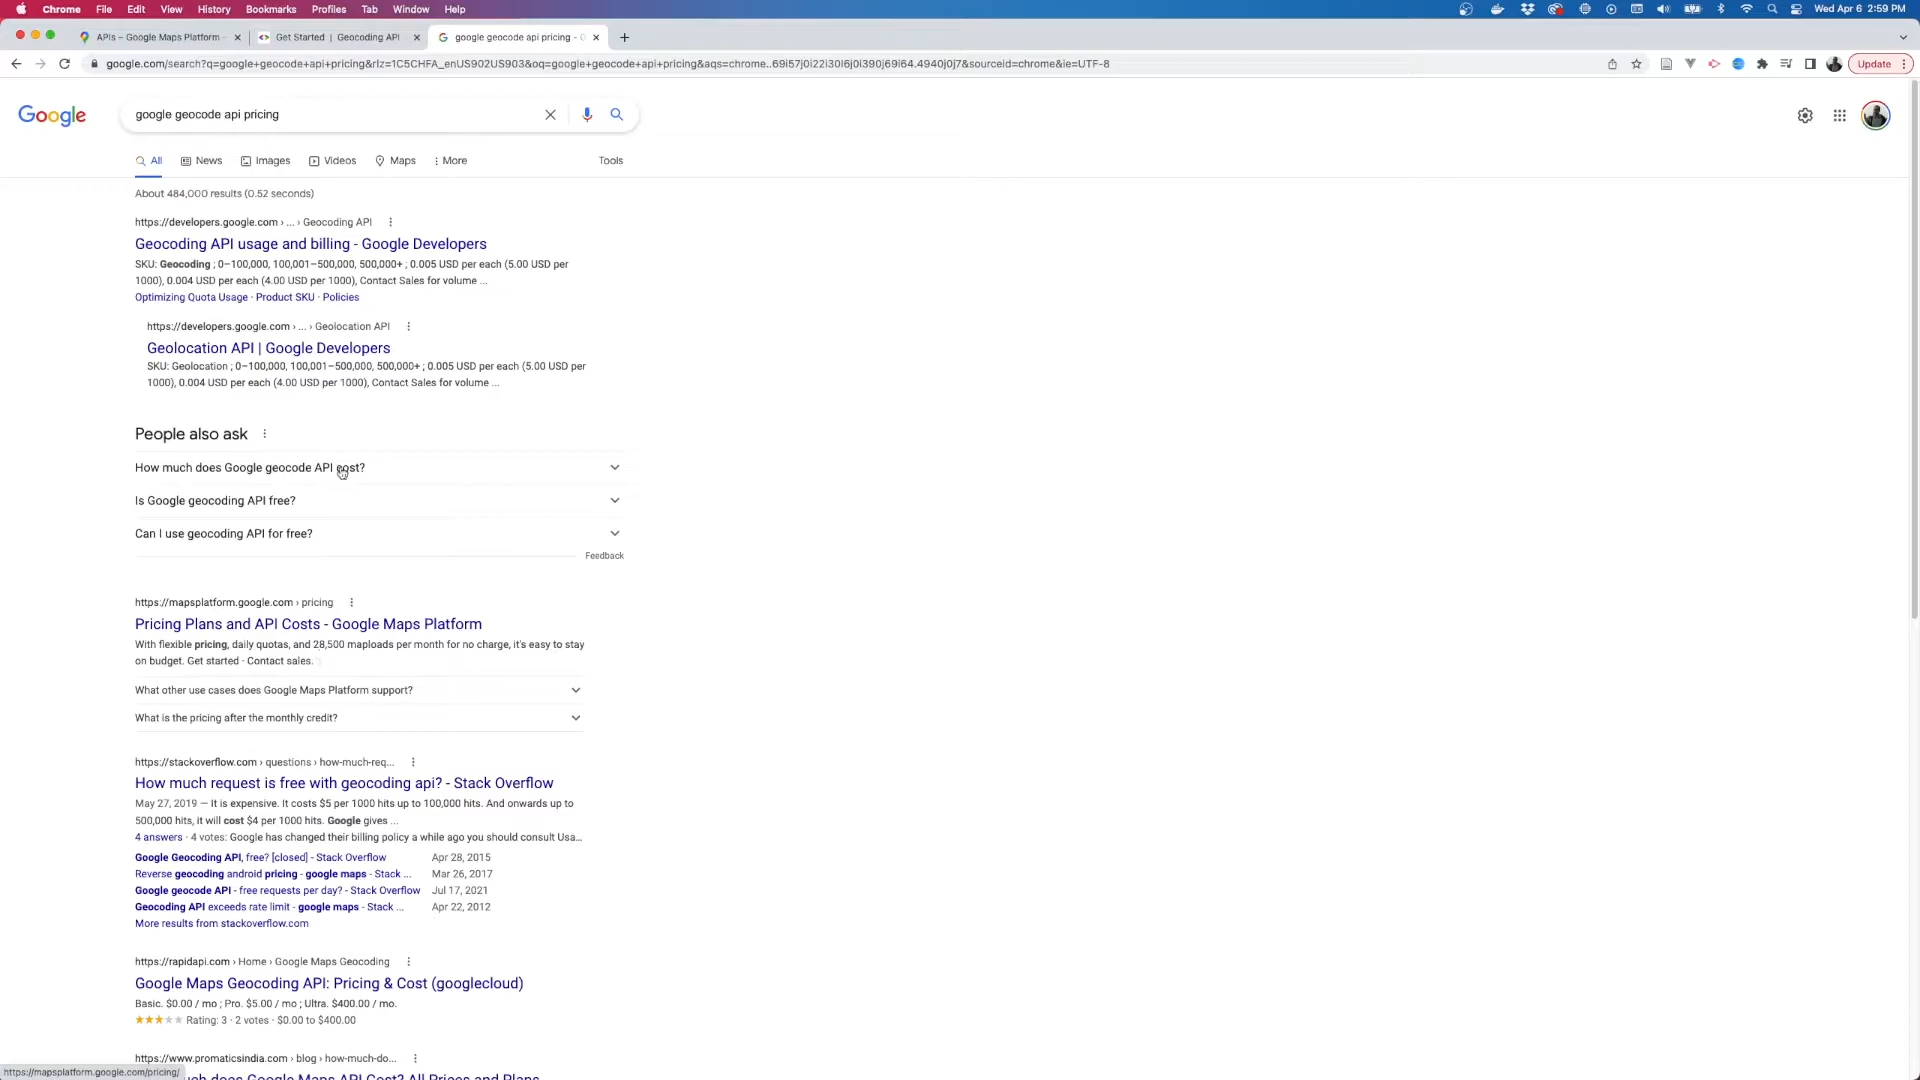 Chrome File Edit View History Bookmarks Profiles Tab Window Help
Wed Apr 6 2:59 PM
APIs – Google Maps Platform -
Get Started | Geocoding API
google geocode api pricing -
google.com/search?q=google+geocode+api+pricing&rlz=1C5CHFA_enUS902US903&oq=google+geocode+api+pricing&aqs=chrome..69i57j0i22i30l6j0i390j69i64.4940j0j7&sourceid=chrome&ie=UTF-8
Update
Google
google geocode api pricing
All News Images Videos Maps More Tools
About 484,000 results (0.52 seconds)
https://developers.google.com › ... › Geocoding API
Geocoding API usage and billing - Google Developers
SKU: Geocoding ; 0–100,000, 100,001–500,000, 500,000+ ; 0.005 USD per each (5.00 USD per
1000), 0.004 USD per each (4.00 USD per 1000), Contact Sales for volume ...
Optimizing Quota Usage · Product SKU · Policies
https://developers.google.com › ... › Geolocation API
Geolocation API | Google Developers
SKU: Geolocation ; 0–100,000, 100,001–500,000, 500,000+ ; 0.005 USD per each (5.00 USD per
1000), 0.004 USD per each (4.00 USD per 1000), Contact Sales for volume ...
People also ask
How much does Google geocode API cost?
Is Google geocoding API free?
Can I use geocoding API for free?
Feedback
https://mapsplatform.google.com › pricing
Pricing Plans and API Costs - Google Maps Platform
With flexible pricing, daily quotas, and 28,500 maploads per month for no charge, it's easy to stay
on budget. Get started · Contact sales.
What other use cases does Google Maps Platform support?
What is the pricing after the monthly credit?
https://stackoverflow.com › questions › how-much-req...
How much request is free with geocoding api? - Stack Overflow
May 27, 2019 — It is expensive. It costs $5 per 1000 hits up to 100,000 hits. And onwards up to
500,000 hits, it will cost $4 per 1000 hits. Google gives ...
4 answers · 4 votes: Google has changed their billing policy a while ago you should consult Usa...
Google Geocoding API, free? [closed] - Stack Overflow Apr 28, 2015
Reverse geocoding android pricing - google maps - Stack ... Mar 26, 2017
Google geocode API - free requests per day? - Stack Overflow Jul 17, 2021
Geocoding API exceeds rate limit - google maps - Stack ... Apr 22, 2012
More results from stackoverflow.com
https://rapidapi.com › Home › Google Maps Geocoding
Google Maps Geocoding API: Pricing & Cost (googlecloud)
Basic. $0.00 / mo ; Pro. $5.00 / mo ; Ultra. $400.00 / mo.
Rating: 3 · 2 votes · $0.00 to $400.00
https://www.promaticsindia.com › blog › how-much-do...
does Google Maps API Cost? All Prices and Plans
https://mapsplatform.google.com/pricing/